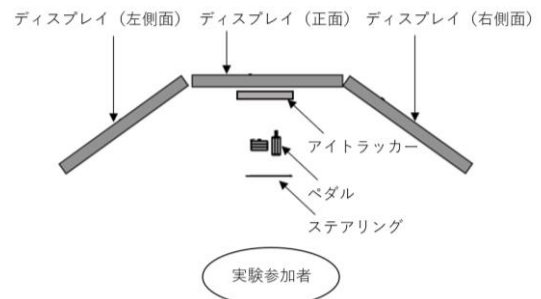 ディスプレイ（左側面）
ディスプレイ（正面）
ディスプレイ（右側面）
アイトラッカー
ペダル
ステアリング
実験参加者